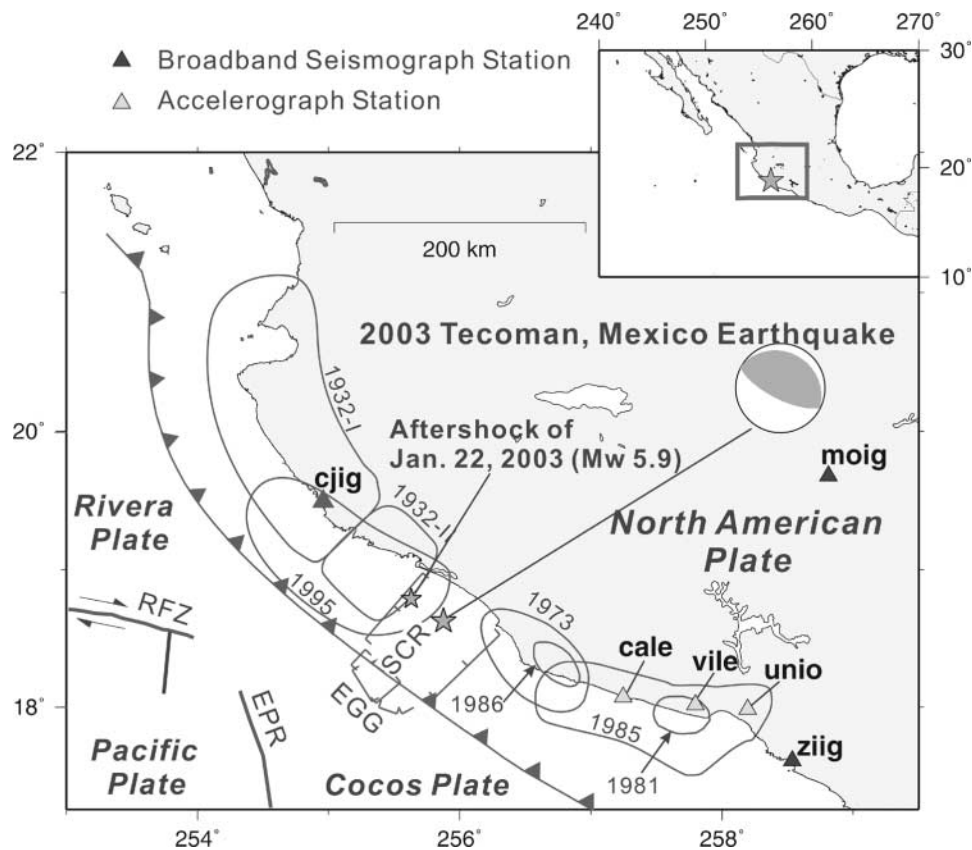 240° 250° 260° 270°
▲ Broadband Seismograph Station
△ Accelerograph Station
30°
20°
10°
22°
20°
18°
200 km
2003 Tecoman, Mexico Earthquake
1932-I
Aftershock of
Jan. 22, 2003 (Mw 5.9)
cjig
moig
Rivera
Plate
1932-I
North American
Plate
1995
RFZ
SCR
1973
cale
vile
unio
EGG
1986
1985
EPR
ziig
1981
Pacific
Plate
Cocos Plate
254° 256° 258°